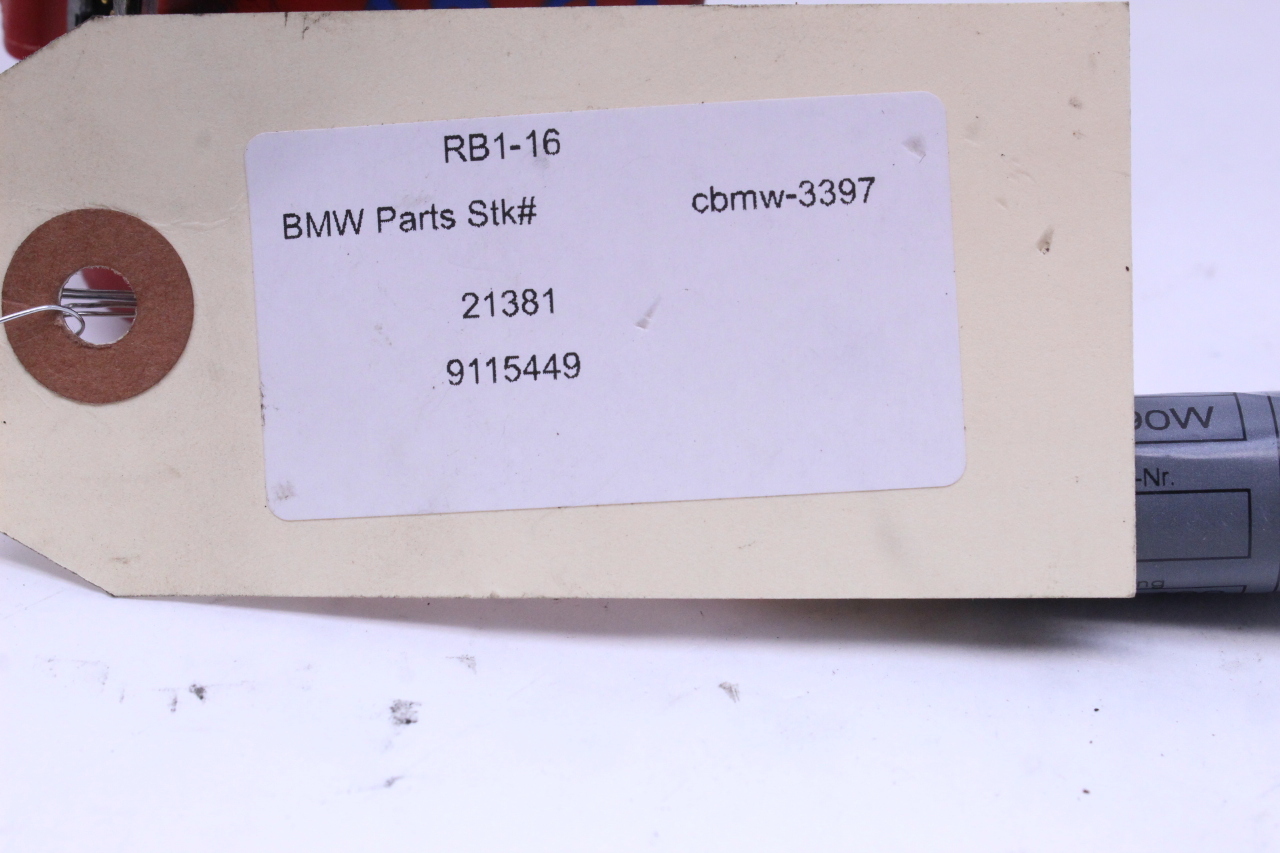 RB1-16
BMW Parts Stk# cbmw-3397
21381
9115449
-Nr.